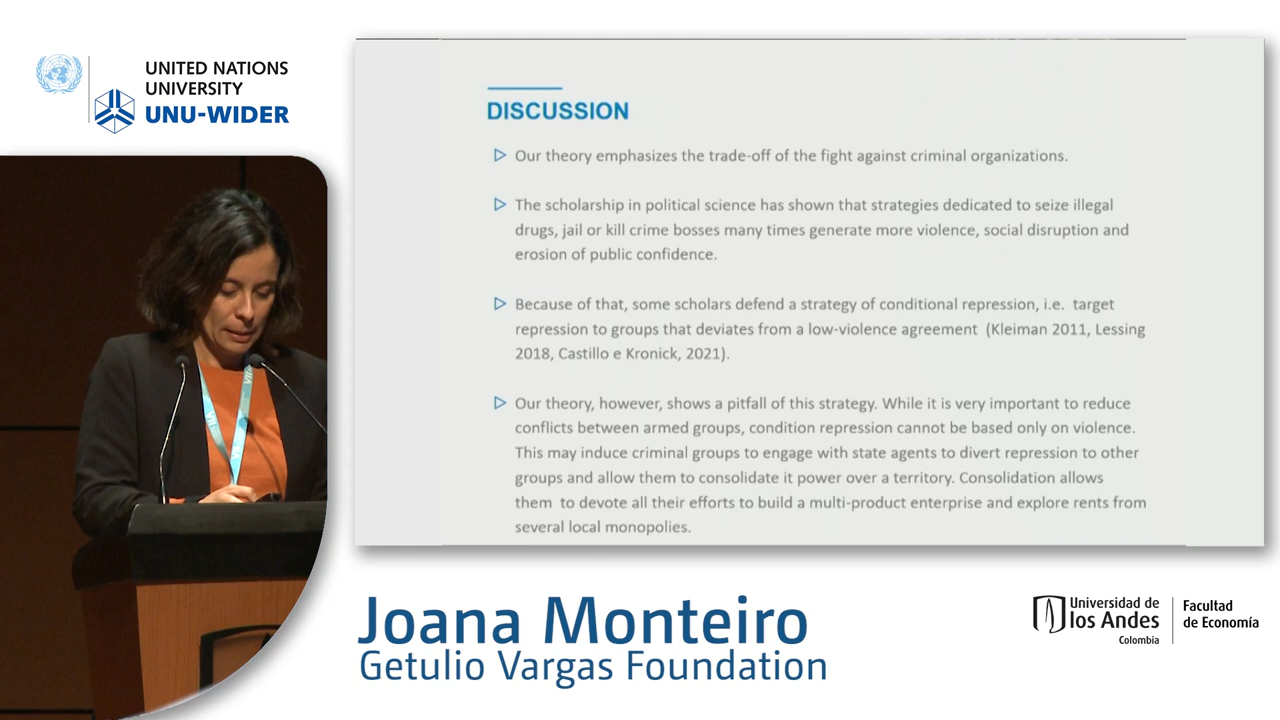 UNITED NATIONS
UNIVERSITY
UNU-WIDER
DISCUSSION
Our theory emphasizes the trade-off of the fight against criminal organizations.
The scholarship in political science has shown that strategies dedicated to seize illegal
drugs, jail or kill crime bosses many times generate more violence, social disruption and
erosion of public confidence.
Because of that, some scholars defend a strategy of conditional repression, i.e. target
repression to groups that deviates from a low-violence agreement (Kleiman 2011, Lessing
2018, Castillo e Kronick, 2021).
Our theory, however, shows a pitfall of this strategy. While it is very important to reduce
conflicts between armed groups, condition repression cannot be based only on violence.
This may induce criminal groups to engage with state agents to divert repression to other
groups and allow them to consolidate it power over a territory. Consolidation allows
them to devote all their efforts to build a multi-product enterprise and explore rents from
several local monopolies.
Joana Monteiro
Getulio Vargas Foundation
Universidad de
los Andes
Colombia
Facultad
de Economía